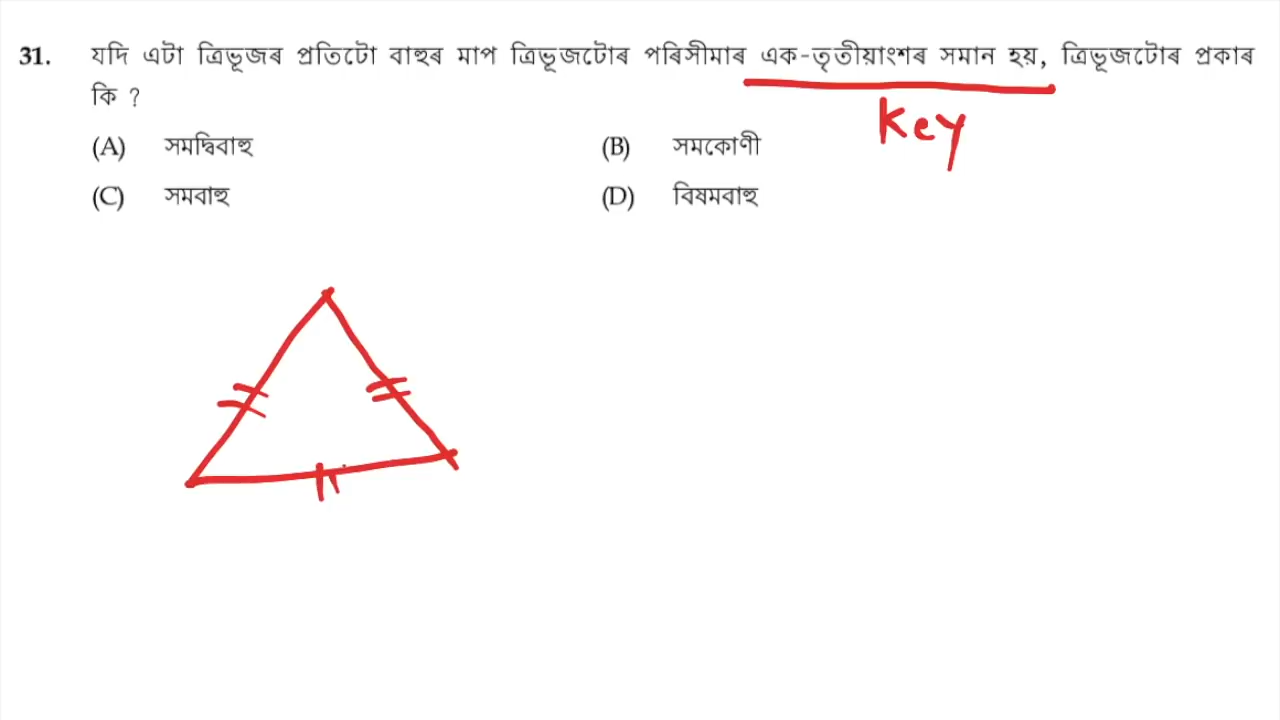 31. যদি এটা ত্ৰিভূজৰ প্ৰতিটো বাহুৰ মাপ ত্ৰিভূজটোৰ পৰিসীমাৰ এক-তৃতীয়াংশৰ সমান হয়, ত্ৰিভূজটোৰ প্ৰকাৰ
কি ?
key
(A) সমদ্বিবাহু (B) সমকোণী
(C) সমবাহু (D) বিষমবাহু